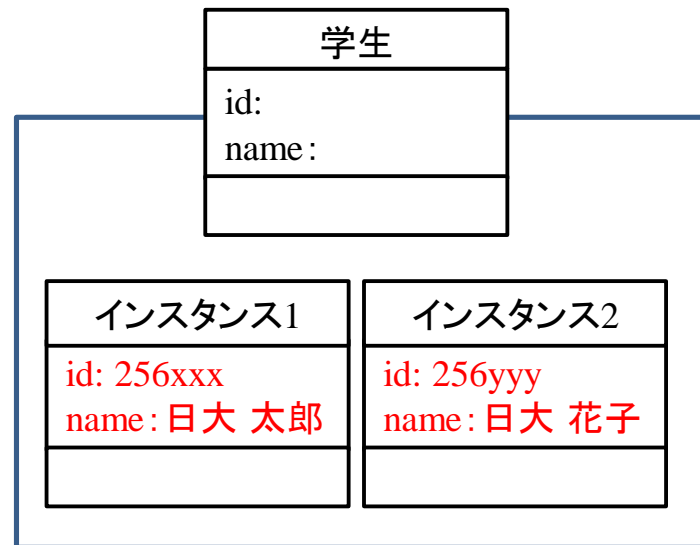 学生
id:
name:
インスタンス1
id: 256xxx
name:日大 太郎
インスタンス2
id: 256yyy
name:日大 花子